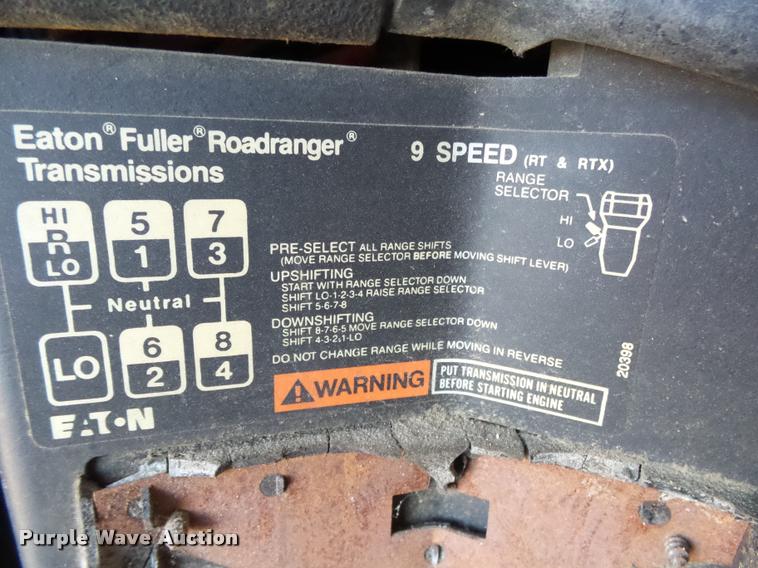 Eaton® Fuller® Roadranger®
Transmissions
9 SPEED (RT & RTX)
RANGE
SELECTOR
HI
LO
HI
R
LO
5
1
7
3
Neutral
LO
6
2
8
4
PRE-SELECT ALL RANGE SHIFTS
(MOVE RANGE SELECTOR BEFORE MOVING SHIFT LEVER)
UPSHIFTING
START WITH RANGE SELECTOR DOWN
SHIFT LO-1-2-3-4 RAISE RANGE SELECTOR
SHIFT 5-6-7-8
DOWNSHIFTING
SHIFT 8-7-6-5 MOVE RANGE SELECTOR DOWN
SHIFT 4-3-2-1-LO
DO NOT CHANGE RANGE WHILE MOVING IN REVERSE
WARNING
PUT TRANSMISSION IN NEUTRAL
BEFORE STARTING ENGINE
20398
EATON
Purple Wave Auction